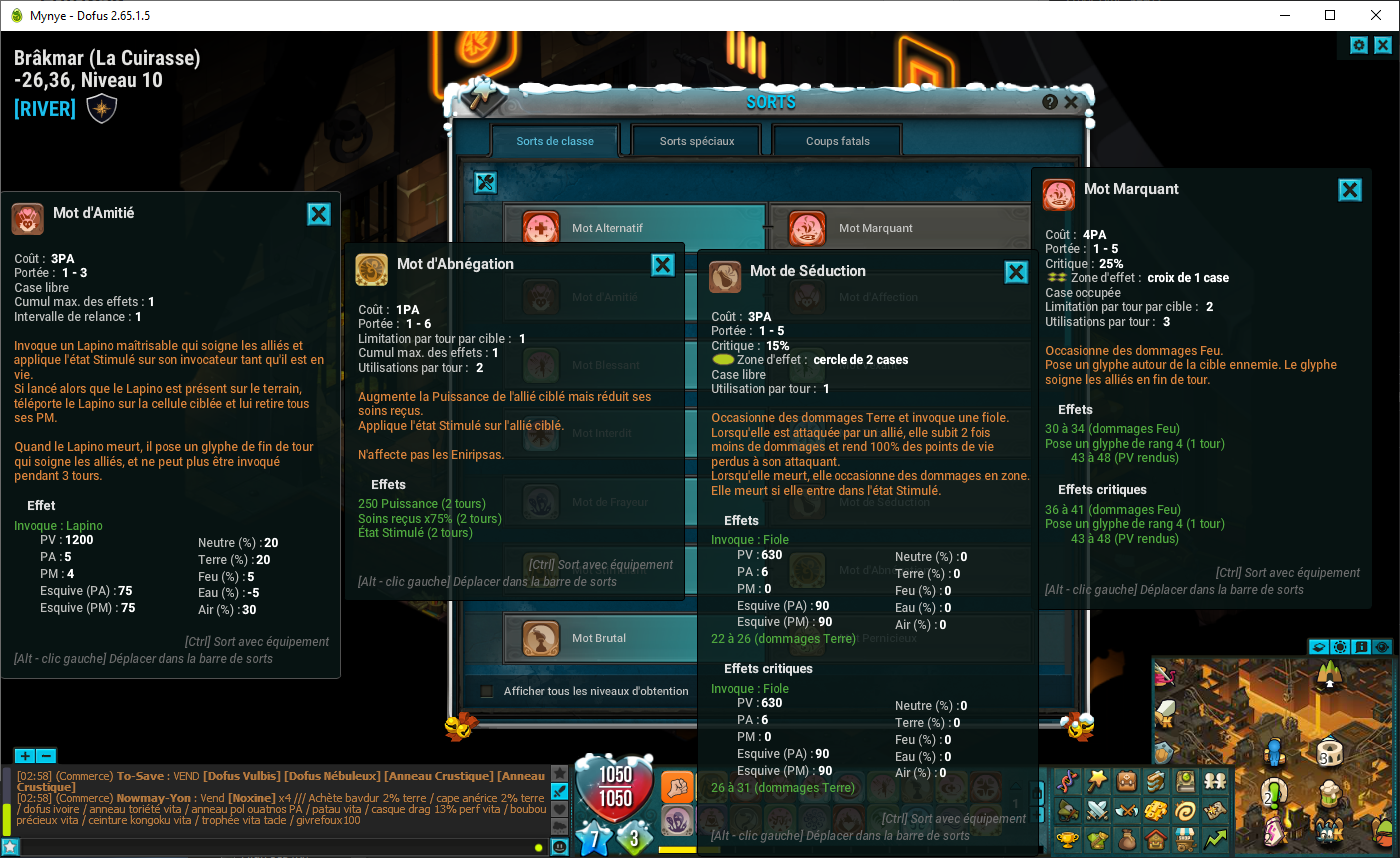 Mynye - Dofus 2.65.1.5
Brâkmar (La Cuirasse)
-26,36, Niveau 10
[RIVER]
SORTS
Sorts de classe
Sorts spéciaux
Coups fatals
Mot Alternatif
Mot Marquant
Mot d'Amitié
Mot d'Affection
Mot Blessant
Mot Interdit
Mot de Frayeur
Mot de Séduction
Mot Brutal
Afficher tous les niveaux d'obtention
Mot d'Amitié
Coût : 3PA
Portée : 1 - 3
Case libre
Cumul max. des effets : 1
Intervalle de relance : 1
Invoque un Lapino maîtrisable qui soigne les alliés et
applique l'état Stimulé sur son invocateur tant qu'il est en
vie.
Si lancé alors que le Lapino est présent sur le terrain,
téléporte le Lapino sur la cellule ciblée et lui retire tous
ses PM.
Quand le Lapino meurt, il pose un glyphe de fin de tour
qui soigne les alliés, et ne peut plus être invoqué
pendant 3 tours.
Effet
Invoque : Lapino
PV : 1200
PA : 5
PM : 4
Esquive (PA) : 75
Esquive (PM) : 75
Neutre (%) : 20
Terre (%) : 20
Feu (%) : 5
Eau (%) : -5
Air (%) : 30
[Ctrl] Sort avec équipement
[Alt - clic gauche] Déplacer dans la barre de sorts
Mot d'Abnégation
Coût : 1PA
Portée : 1 - 6
Limitation par tour par cible : 1
Cumul max. des effets : 1
Utilisations par tour : 2
Augmente la Puissance de l'allié ciblé mais réduit ses
soins reçus.
Applique l'état Stimulé sur l'allié ciblé.
N'affecte pas les Eniripsas.
Effets
250 Puissance (2 tours)
Soins reçus x75% (2 tours)
État Stimulé (2 tours)
[Ctrl] Sort avec équipement
[Alt - clic gauche] Déplacer dans la barre de sorts
Mot de Séduction
Coût : 3PA
Portée : 1 - 5
Critique : 15%
Zone d'effet : cercle de 2 cases
Case libre
Utilisation par tour : 1
Occasionne des dommages Terre et invoque une fiole.
Lorsqu'elle est attaquée par un allié, elle subit 2 fois
moins de dommages et rend 100% des points de vie
perdus à son attaquant.
Lorsqu'elle meurt, elle occasionne des dommages en zone.
Elle meurt si elle entre dans l'état Stimulé.
Effets
Invoque : Fiole
PV : 630
PA : 6
PM : 0
Esquive (PA) : 90
Esquive (PM) : 90
Neutre (%) : 0
Terre (%) : 0
Feu (%) : 0
Eau (%) : 0
Air (%) : 0
22 à 26 (dommages Terre)
Effets critiques
Invoque : Fiole
PV : 630
PA : 6
PM : 0
Esquive (PA) : 90
Esquive (PM) : 90
Neutre (%) : 0
Terre (%) : 0
Feu (%) : 0
Eau (%) : 0
Air (%) : 0
26 à 31 (dommages Terre)
[Ctrl] Sort avec équipement
[Alt - clic gauche] Déplacer dans la barre de sorts
Mot Marquant
Coût : 4PA
Portée : 1 - 5
Critique : 25%
Zone d'effet : croix de 1 case
Case occupée
Limitation par tour par cible : 2
Utilisations par tour : 3
Occasionne des dommages Feu.
Pose un glyphe autour de la cible ennemie. Le glyphe
soigne les alliés en fin de tour.
Effets
30 à 34 (dommages Feu)
Pose un glyphe de rang 4 (1 tour)
43 à 48 (PV rendus)
Effets critiques
36 à 41 (dommages Feu)
Pose un glyphe de rang 4 (1 tour)
43 à 48 (PV rendus)
[Ctrl] Sort avec équipement
[Alt - clic gauche] Déplacer dans la barre de sorts
[02:58] (Commerce) To-Save : VEND [Dofus Vulbis] [Dofus Nébuleux] [Anneau Crustique] [Anneau
Crustique]
[02:58] (Commerce) Nowmay-Yon : Vend [Noxine] x4 /// Achète bavdur 2% terre / cape anérice 2% terre
/ dofus ivoire / anneau toriété vita / anneau pol ouatnos PA / patau vita / casque drag 13% perf vita / boubou
précieux vita / ceinture kongoku vita / trophée vita tacle / givrefoux100
1050
1050
7
3
1
3
2